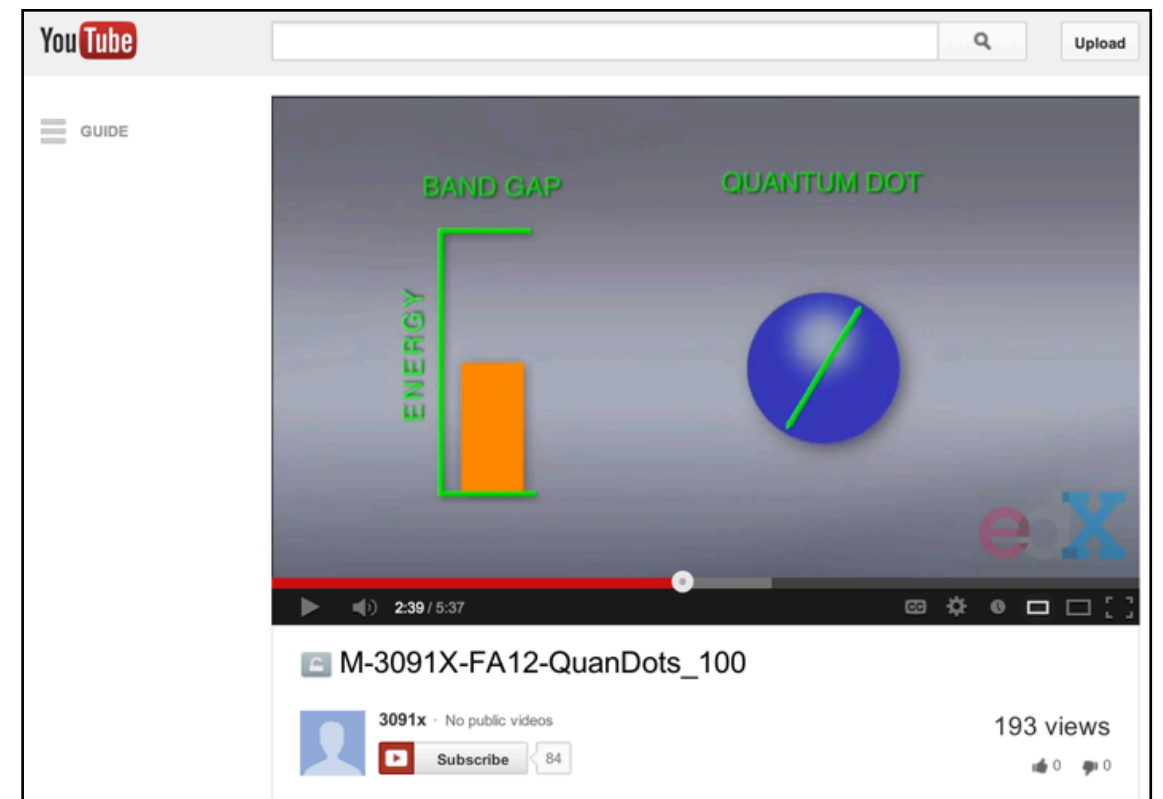 YouTube
Upload
GUIDE
BAND GAP
QUANTUM DOT
ENERGY
edX
2:39 / 5:37
CC
M-3091X-FA12-QuanDots_100
3091x · No public videos
193 views
Subscribe
84
0 0